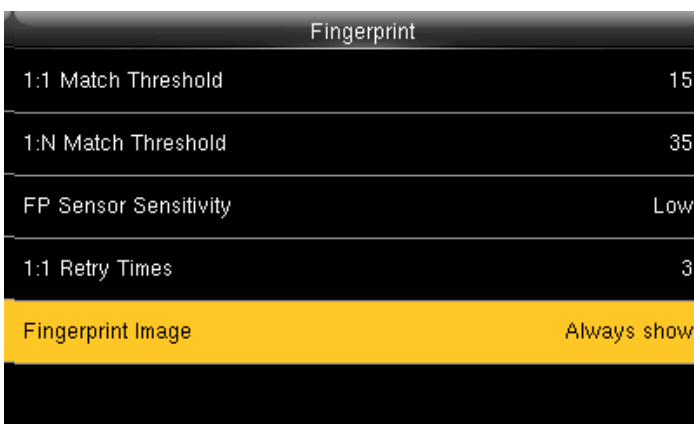 Fingerprint
1:1 Match Threshold 15
1:N Match Threshold 35
FP Sensor Sensitivity Low
1:1 Retry Times 3
Fingerprint Image Always show